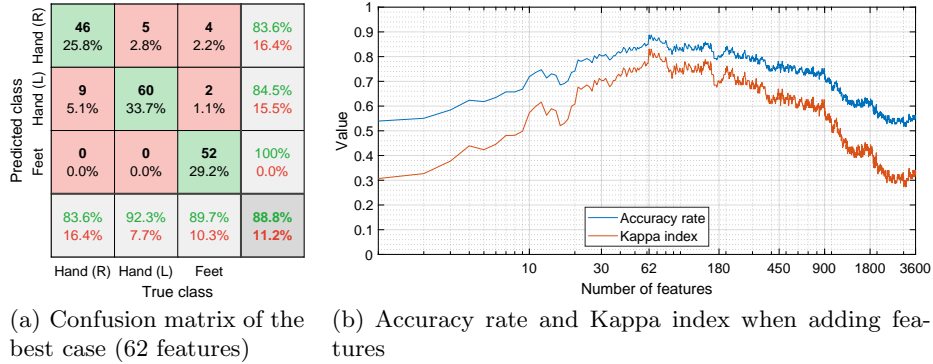 Predicted class
Hand (R)
46 5 4 83.6%
25.8% 2.8% 2.2% 16.4%
Hand (L)
9 60 2 84.5%
5.1% 33.7% 1.1% 15.5%
Feet
0 0 52 100%
0.0% 0.0% 29.2% 0.0%
83.6% 92.3% 89.7% 88.8%
16.4% 7.7% 10.3% 11.2%
Hand (R) Hand (L) Feet
True class
(a) Confusion matrix of the
best case (62 features)
Value
1
0.9
0.8
0.7
0.6
0.5
0.4
0.3
0.2
0.1
0
Accuracy rate
Kappa index
10 30 62 180 450 900 1800 3600
Number of features
(b) Accuracy rate and Kappa index when adding fea-
tures